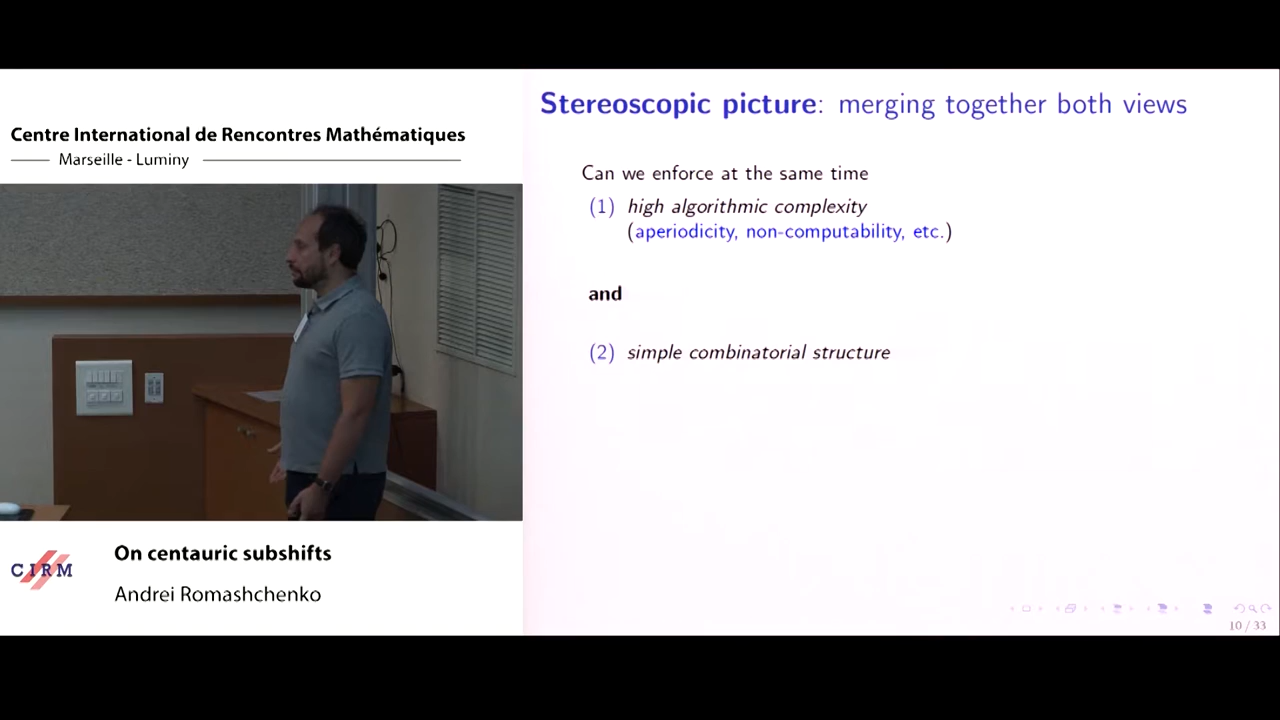 Centre International de Rencontres Mathématiques
Marseille - Luminy
CIRM
On centauric subshifts
Andrei Romashchenko
Stereoscopic picture: merging together both views
Can we enforce at the same time
(1) high algorithmic complexity
(aperiodicity, non-computability, etc.)
and
(2) simple combinatorial structure
10 / 33